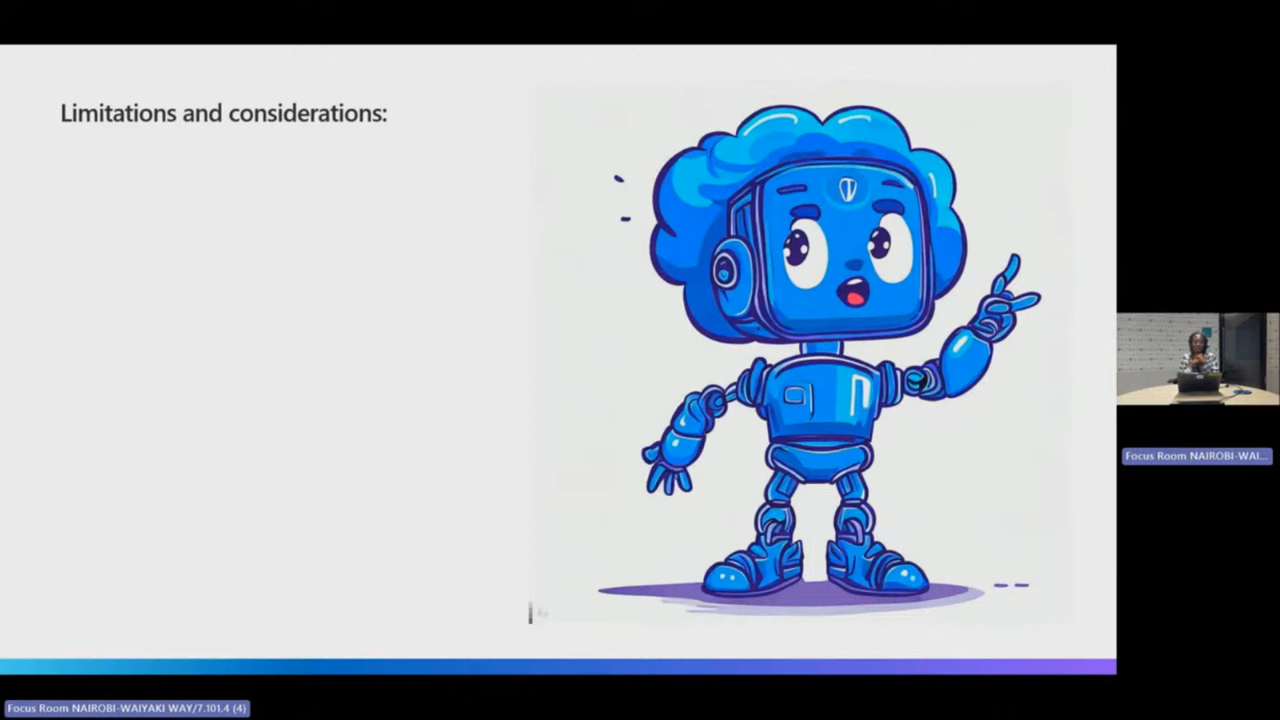 Limitations and considerations:
Focus Room NAIROBI-WAI...
Focus Room NAIROBI-WAIYAKI WAY/7.101.4 (4)